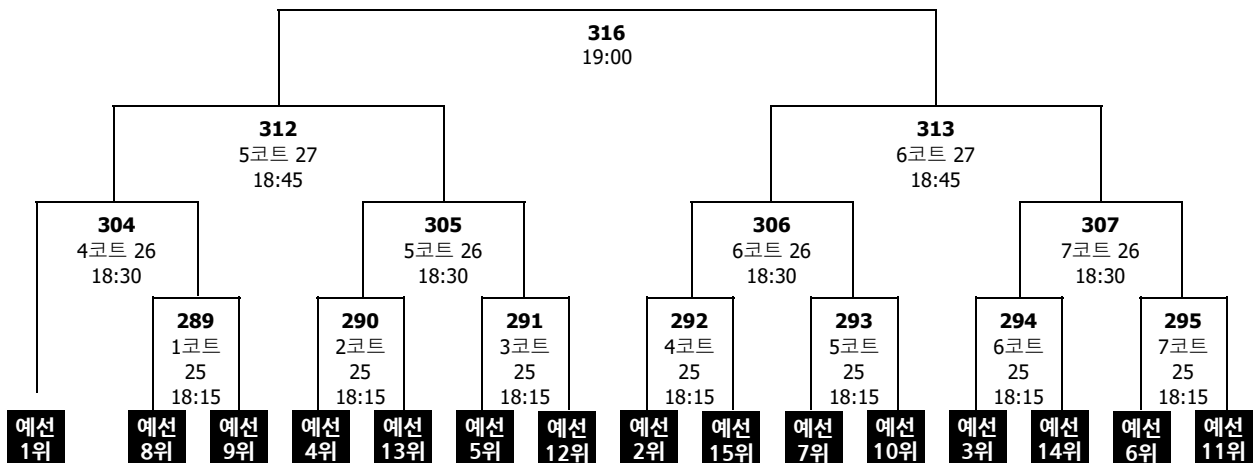 316
19:00
312
5코트 27
18:45
313
6코트 27
18:45
304
4코트 26
18:30
305
5코트 26
18:30
306
6코트 26
18:30
307
7코트 26
18:30
289
1코트
25
18:15
290
2코트
25
18:15
291
3코트
25
18:15
292
4코트
25
18:15
293
5코트
25
18:15
294
6코트
25
18:15
295
7코트
25
18:15
예선
1위
예선
8위
예선
9위
예선
4위
예선
13위
예선
5위
예선
12위
예선
2위
예선
15위
예선
7위
예선
10위
예선
3위
예선
14위
예선
6위
예선
11위